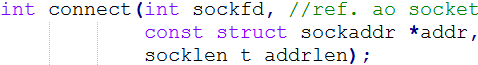 int connect(int sockfd, //ref. ao socket
const struct sockaddr *addr,
socklen t addrlen);